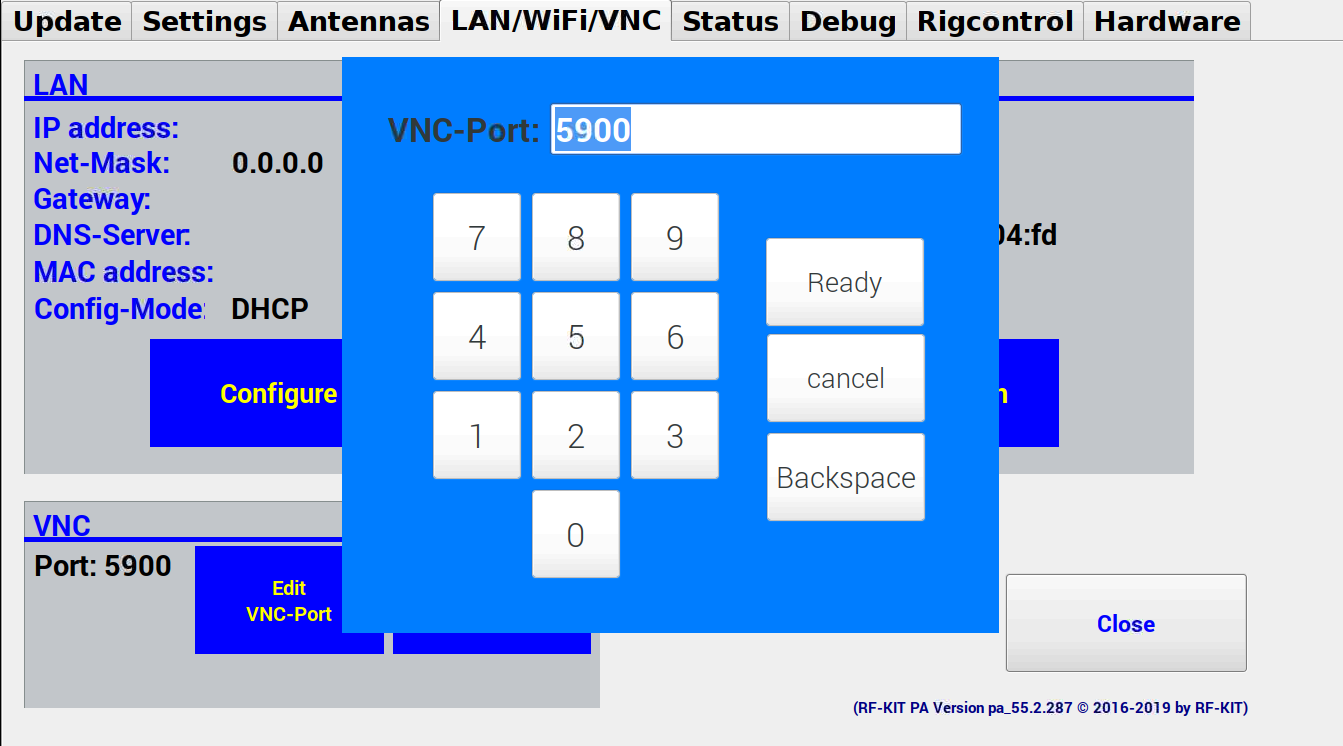 Update Settings Antennas LAN/WiFi/VNC Status Debug Rigcontrol Hardware
LAN
IP address:
Net-Mask: 0.0.0.0
Gateway:
DNS-Server:
MAC address:
Config-Mode: DHCP
Configure
04:fd
n
VNC-Port: 5900
7 8 9
4 5 6
1 2 3
0
Ready
cancel
Backspace
VNC
Port: 5900
Edit
VNC-Port
Close
(RF-KIT PA Version pa_55.2.287 © 2016-2019 by RF-KIT)